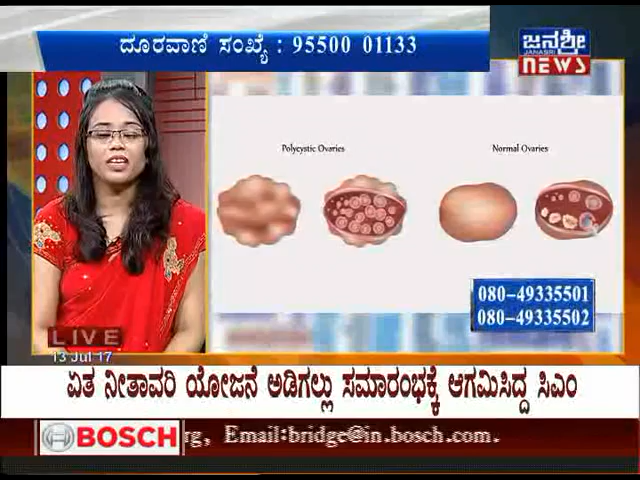 ದೂರವಾಣಿ ಸಂಖ್ಯೆ : 95500 01133
ಜನಶ್ರೀ
JANASRI
NEWS
Polycystic Ovaries
Normal Ovaries
080-49335501
080-49335502
LIVE
13 Jul 17
ಏತ ನೀತಾವರಿ ಯೋಜನೆ ಅಡಿಗಲ್ಲು ಸಮಾರಂಭಕ್ಕೆ ಆಗಮಿಸಿದ್ದ ಸಿಎಂ
BOSCH rg, Email:bridge@in.bosch.com.